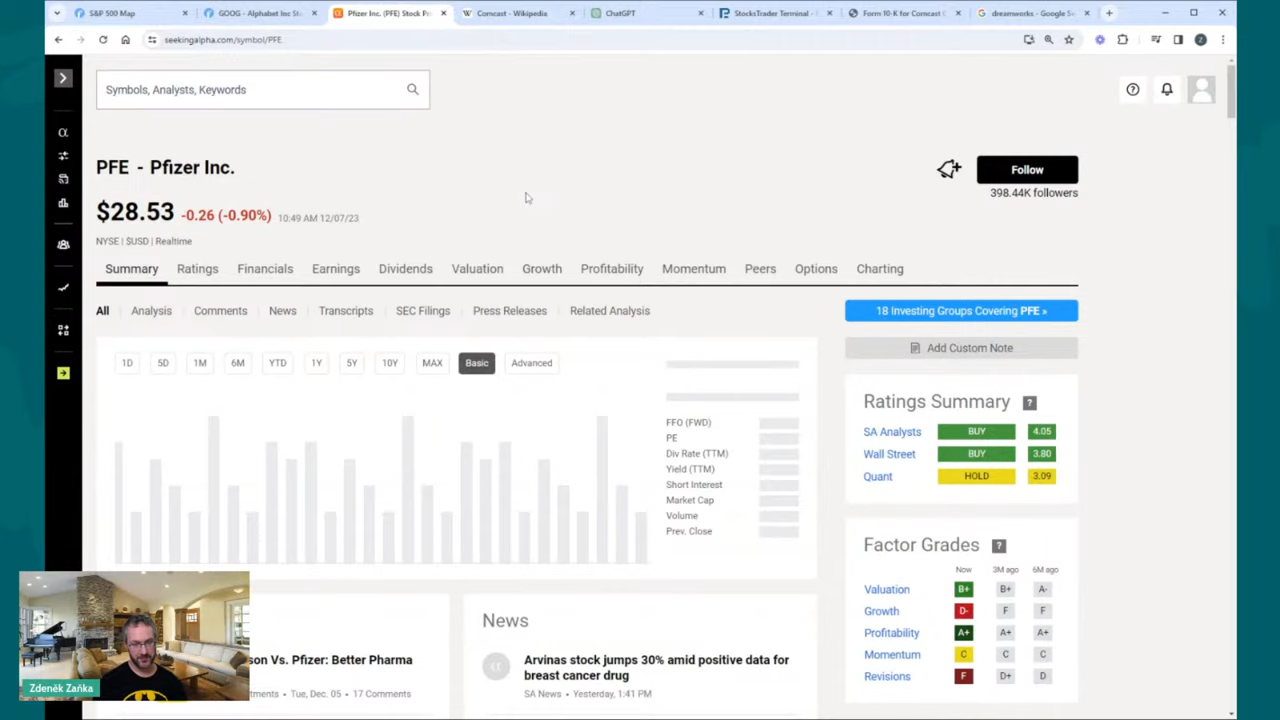 S&P 500 Map
GOOG - Alphabet Inc Sto
Pfizer Inc. (PFE) Stock Pri
Comcast - Wikipedia
ChatGPT
StocksTrader Terminal -
Form 10-K for Comcast C
dreamworks - Google Se
seekingalpha.com/symbol/PFE
Symbols, Analysts, Keywords
PFE - Pfizer Inc.
Follow
398.44K followers
$28.53 -0.26 (-0.90%) 10:49 AM 12/07/23
NYSE | $USD | Realtime
Summary Ratings Financials Earnings Dividends Valuation Growth Profitability Momentum Peers Options Charting
All Analysis Comments News Transcripts SEC Filings Press Releases Related Analysis
18 Investing Groups Covering PFE »
Add Custom Note
1D 5D 1M 6M YTD 1Y 5Y 10Y MAX Basic Advanced
FFO (FWD)
PE
Div Rate (TTM)
Yield (TTM)
Short Interest
Market Cap
Volume
Prev. Close
Ratings Summary ?
SA Analysts BUY 4.05
Wall Street BUY 3.80
Quant HOLD 3.09
Factor Grades ?
Now 3M ago 6M ago
Valuation B+ B+ A-
Growth D- F F
Profitability A+ A+ A+
Momentum C C C
Revisions F D+ D
son Vs. Pfizer: Better Pharma
ments • Tue, Dec. 05 • 17 Comments
News
Arvinas stock jumps 30% amid positive data for
breast cancer drug
SA News • Yesterday, 1:41 PM
Zdeněk Zaňka